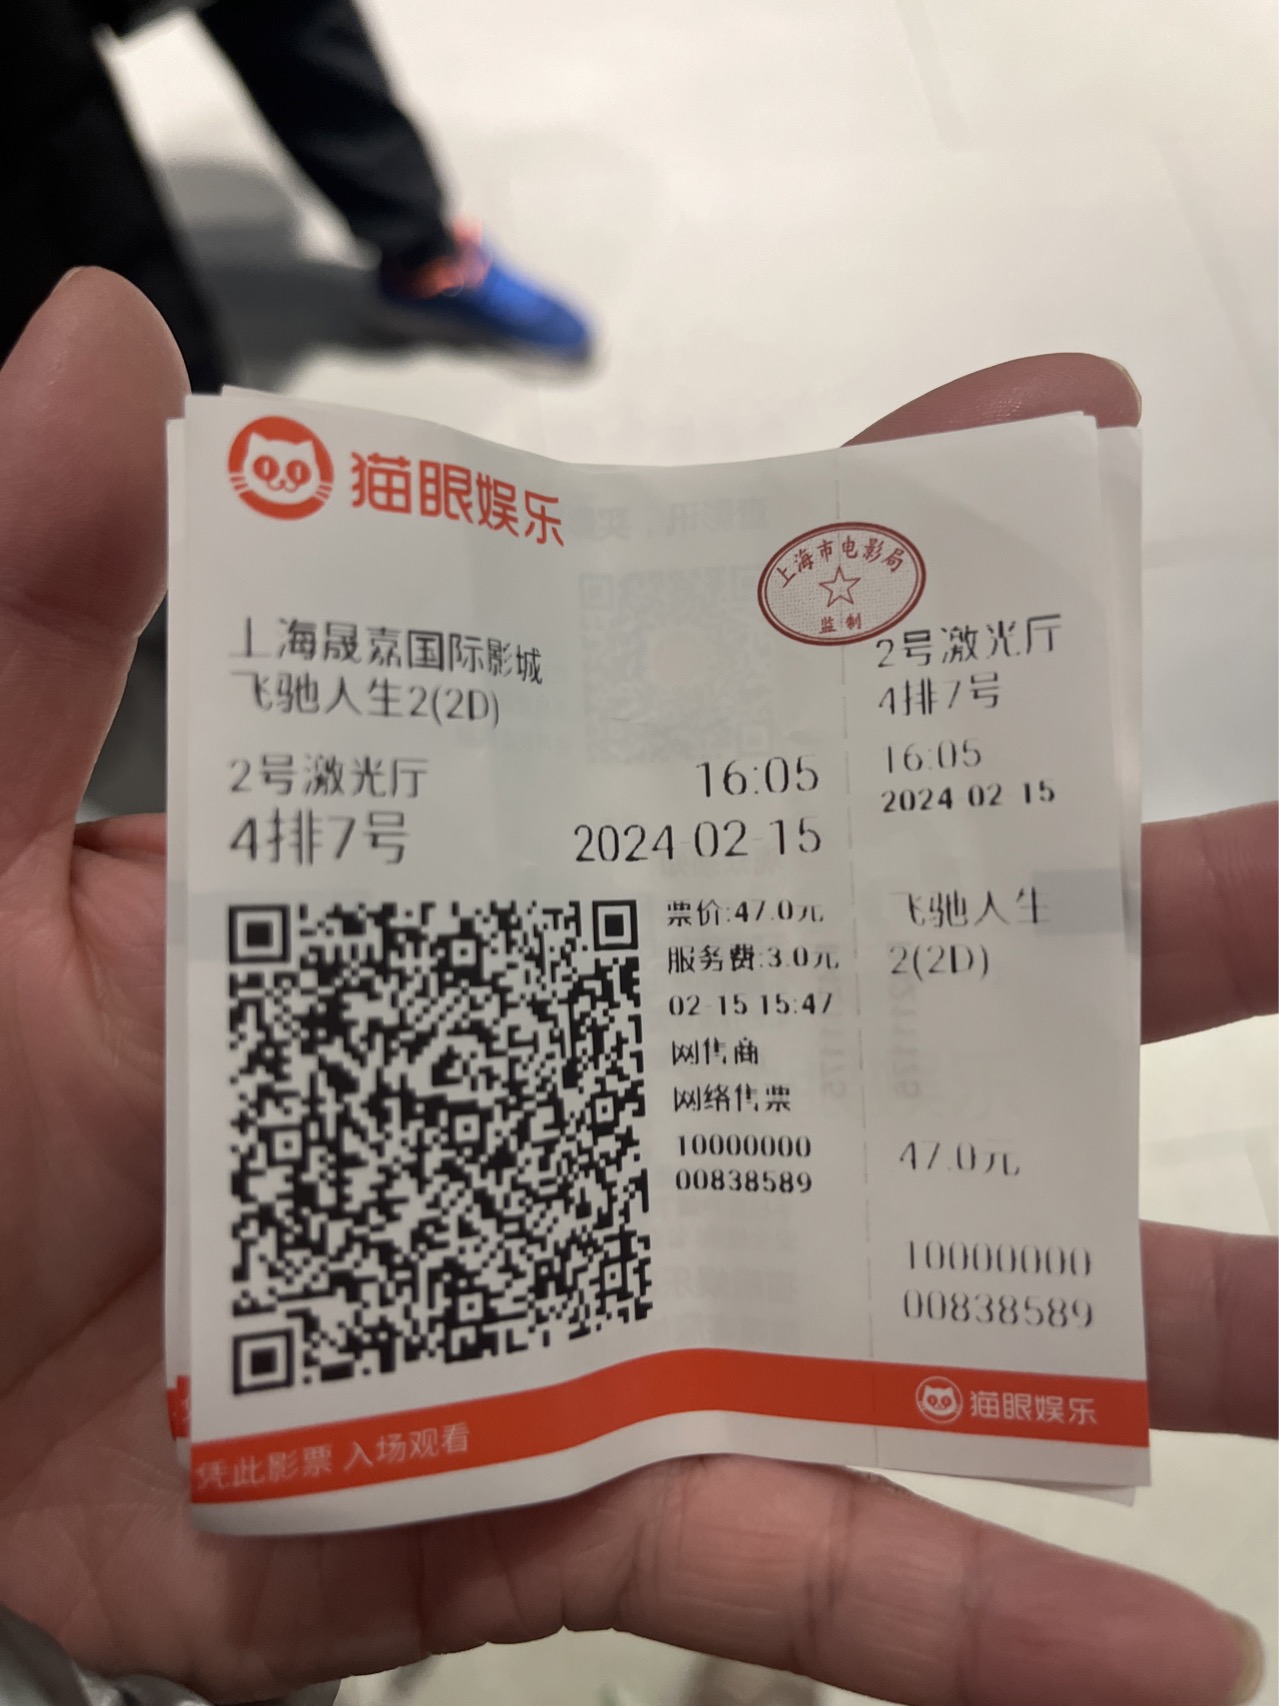 猫眼娱乐
上海市电影局
监制
上海晟嘉国际影城
飞驰人生2(2D)
2号激光厅
16:05
4排7号
2024-02-15
票价:47.0元
服务费:3.0元
02-15 15:47
网售商
网络售票
10000000
00838589
2号激光厅
4排7号
16:05
2024-02-15
飞驰人生
2(2D)
47.0元
10000000
00838589
凭此影票 入场观看
猫眼娱乐